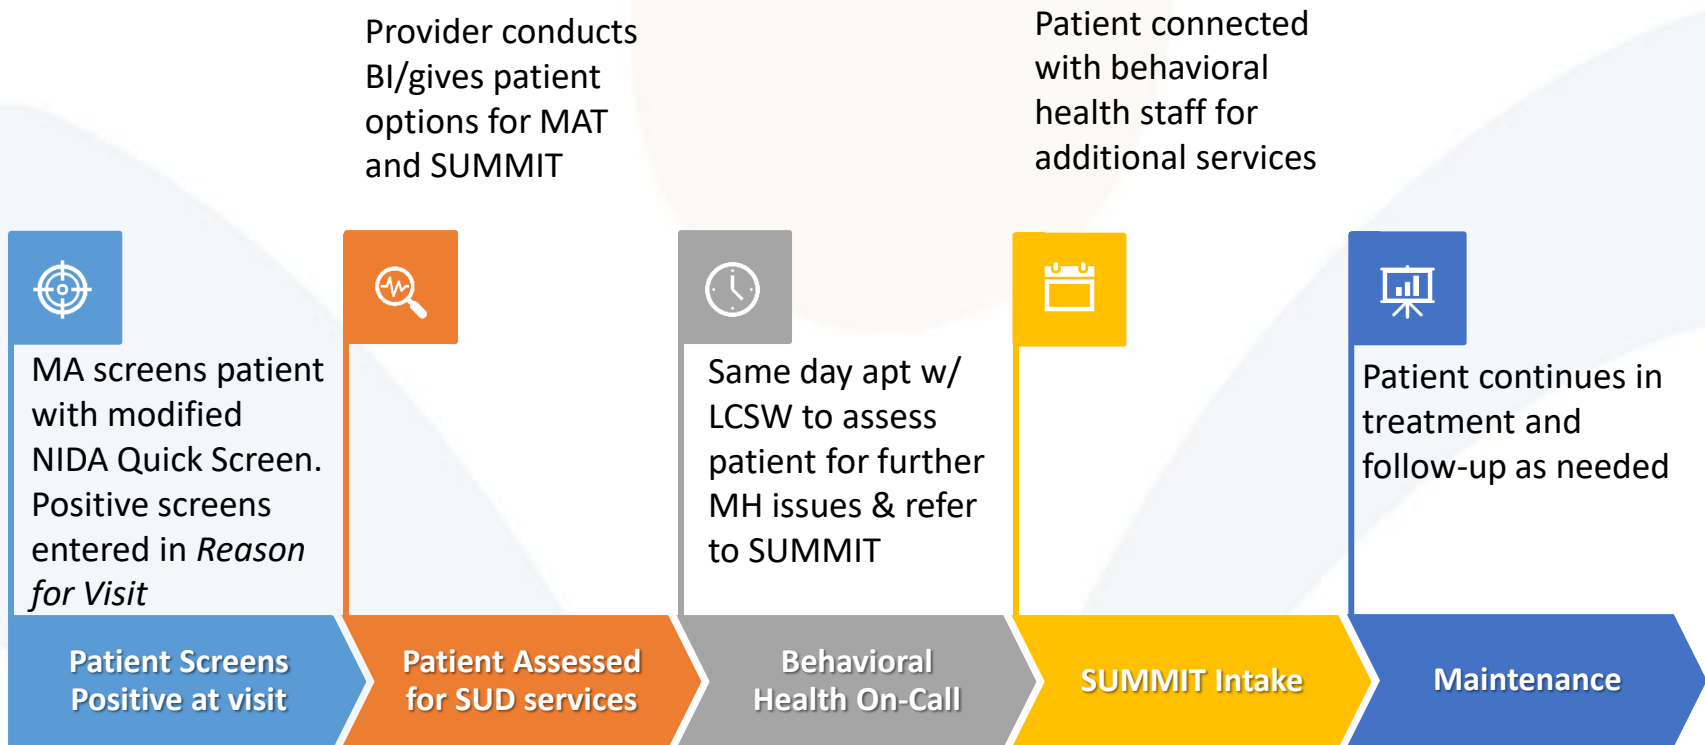 Provider conducts
BI/gives patient
options for MAT
and SUMMIT
Patient connected
with behavioral
health staff for
additional services
MA screens patient
with modified
NIDA Quick Screen.
Positive screens
entered in Reason
for Visit
Same day apt w/
LCSW to assess
patient for further
MH issues & refer
to SUMMIT
Patient continues in
treatment and
follow-up as needed
Patient Screens
Positive at visit
Patient Assessed
for SUD services
Behavioral
Health On-Call
SUMMIT Intake
Maintenance